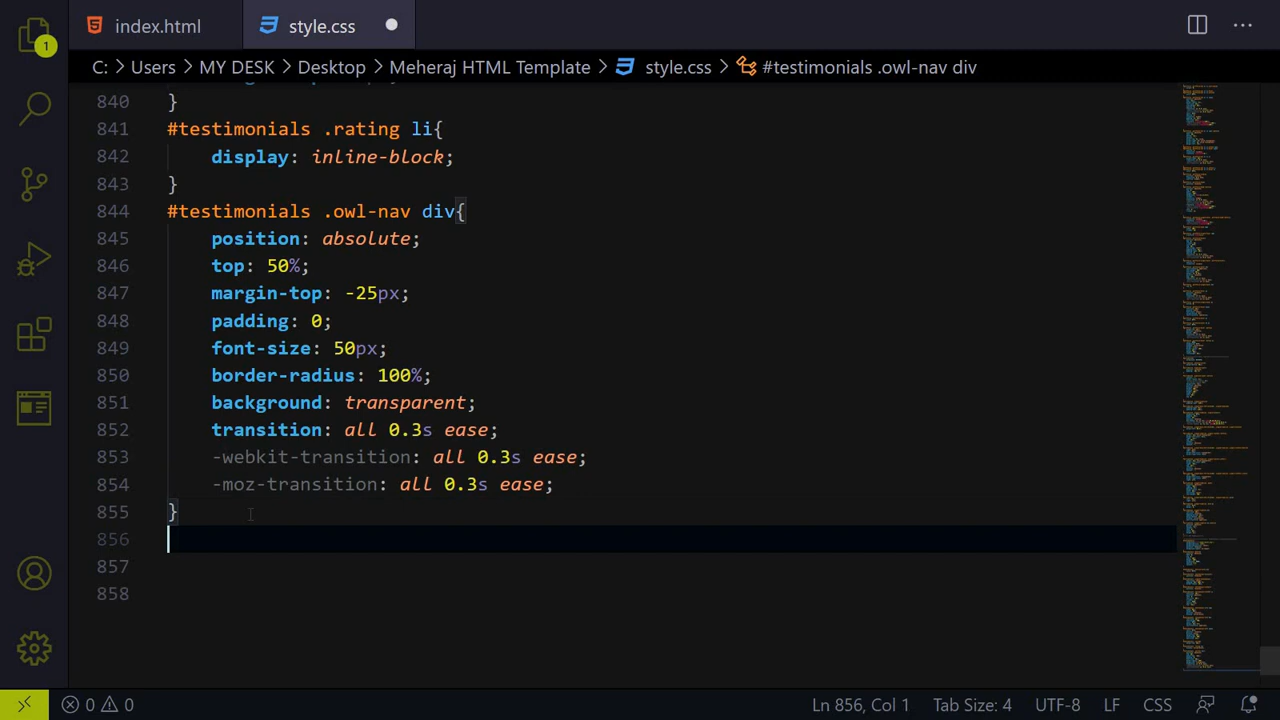 index.html
style.css
C: > Users > MY DESK > Desktop > Meheraj HTML Template > style.css > #testimonials .owl-nav div
840 }
841 #testimonials .rating li{
842 display: inline-block;
843 }
844 #testimonials .owl-nav div{
845 position: absolute;
846 top: 50%;
847 margin-top: -25px;
848 padding: 0;
849 font-size: 50px;
850 border-radius: 100%;
851 background: transparent;
852 transition: all 0.3s ease;
853 -webkit-transition: all 0.3s ease;
854 -moz-transition: all 0.3s ease;
855 }
856
857
858
1
0 0 Ln 856, Col 1 Tab Size: 4 UTF-8 LF CSS